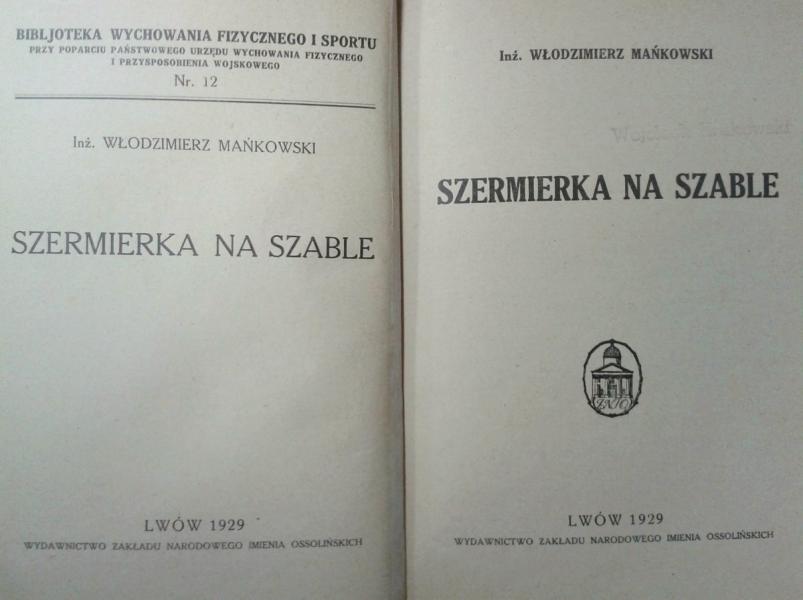 BIBLJOTEKA WYCHOWANIA FIZYCZNEGO I SPORTU
PRZY POPARCIU PAŃSTWOWEGO URZĘDU WYCHOWANIA FIZYCZNEGO
I PRZYSPOSOBIENIA WOJSKOWEGO
Nr. 12
Inż. WŁODZIMIERZ MAŃKOWSKI
SZERMIERKA NA SZABLE
LWÓW 1929
WYDAWNICTWO ZAKŁADU NARODOWEGO IMIENIA OSSOLIŃSKICH
Inż. WŁODZIMIERZ MAŃKOWSKI
Wojciech
SZERMIERKA NA SZABLE
ZNIO
LWÓW 1929
WYDAWNICTWO ZAKŁADU NARODOWEGO IMIENIA OSSOLIŃSKICH